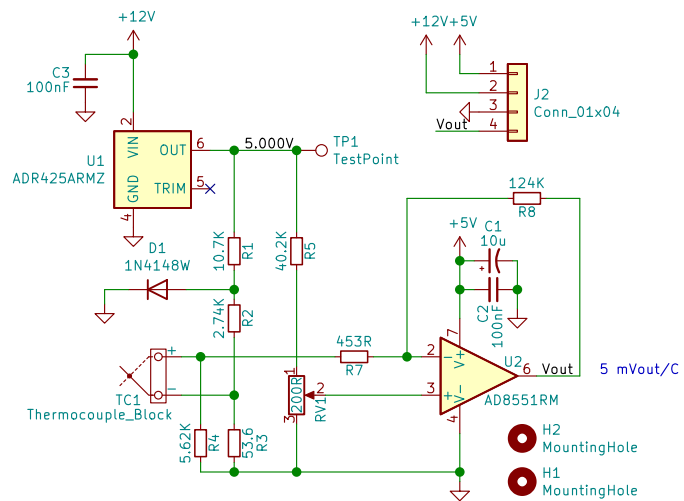 +12V
+12V+5V
C3
100nF
1
2
3
4
J2
Conn_01x04
Vout
2
VIN
OUT
6
5.000V
TP1
TestPoint
U1
ADR425ARMZ
GND
TRIM
5
4
124K
R8
10.7K
R1
40.2K
R5
+5V
C1
10u
+
D1
1N4148W
2.74K
R2
C2
100nF
453R
R7
7
+
−
TC1
Thermocouple_Block
1
200R
2
3
RV1
2
−
V+
U2
6
Vout
5 mVout/C
3
+
V−
AD8551RM
4
5.62K
R4
53.6
R3
H2
MountingHole
H1
MountingHole